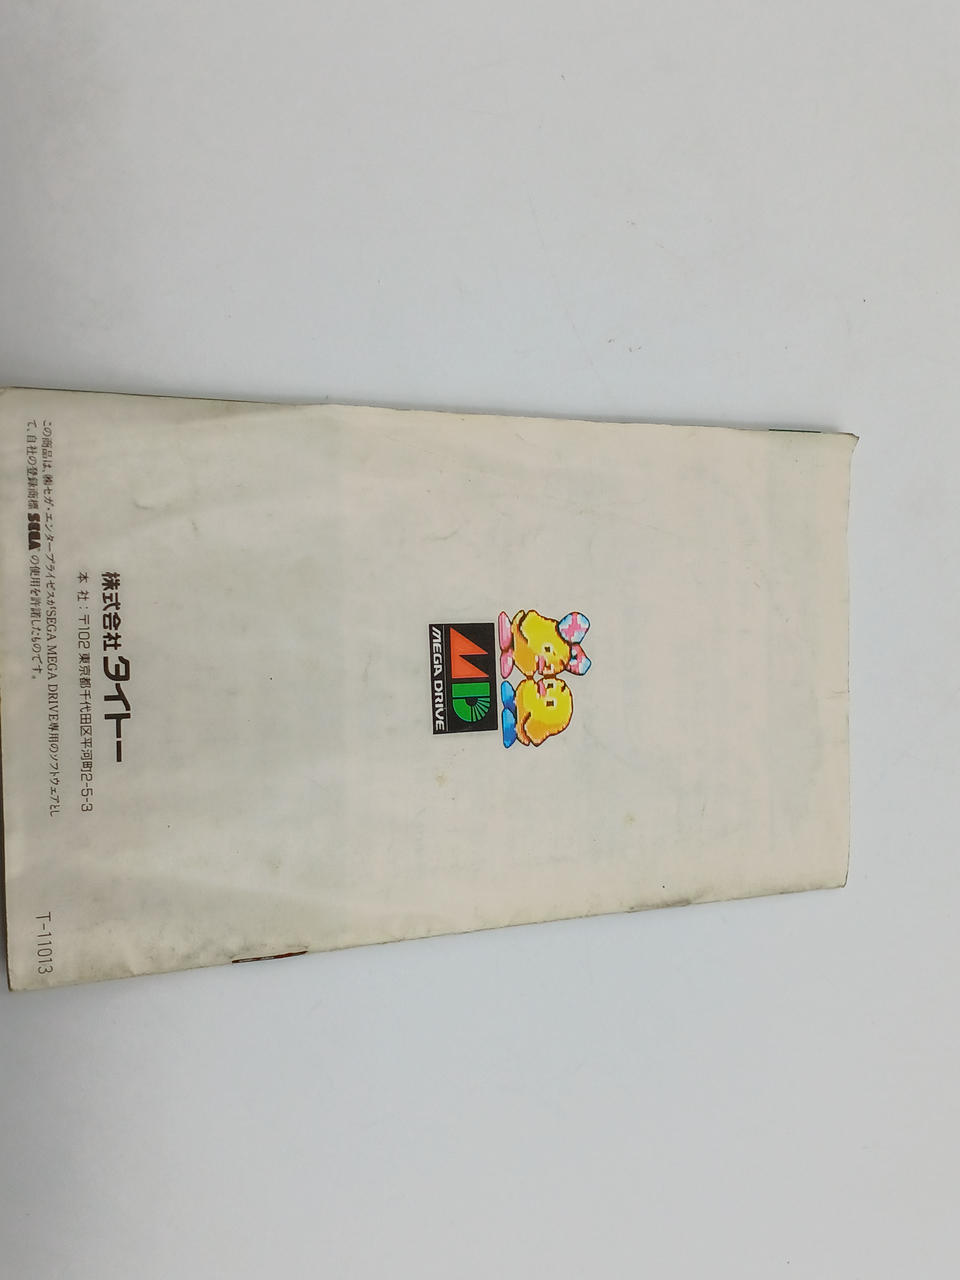 MEGA DRIVE
株式会社タイトー
本 社:〒102 東京都千代田区平河町2-5-3
この商品は、㈱セガ・エンタープライゼスがSEGA MEGA DRIVE専用のソフトウェアとし
て、自社の登録商標 SEGA の使用を許諾したものです。
T-11013